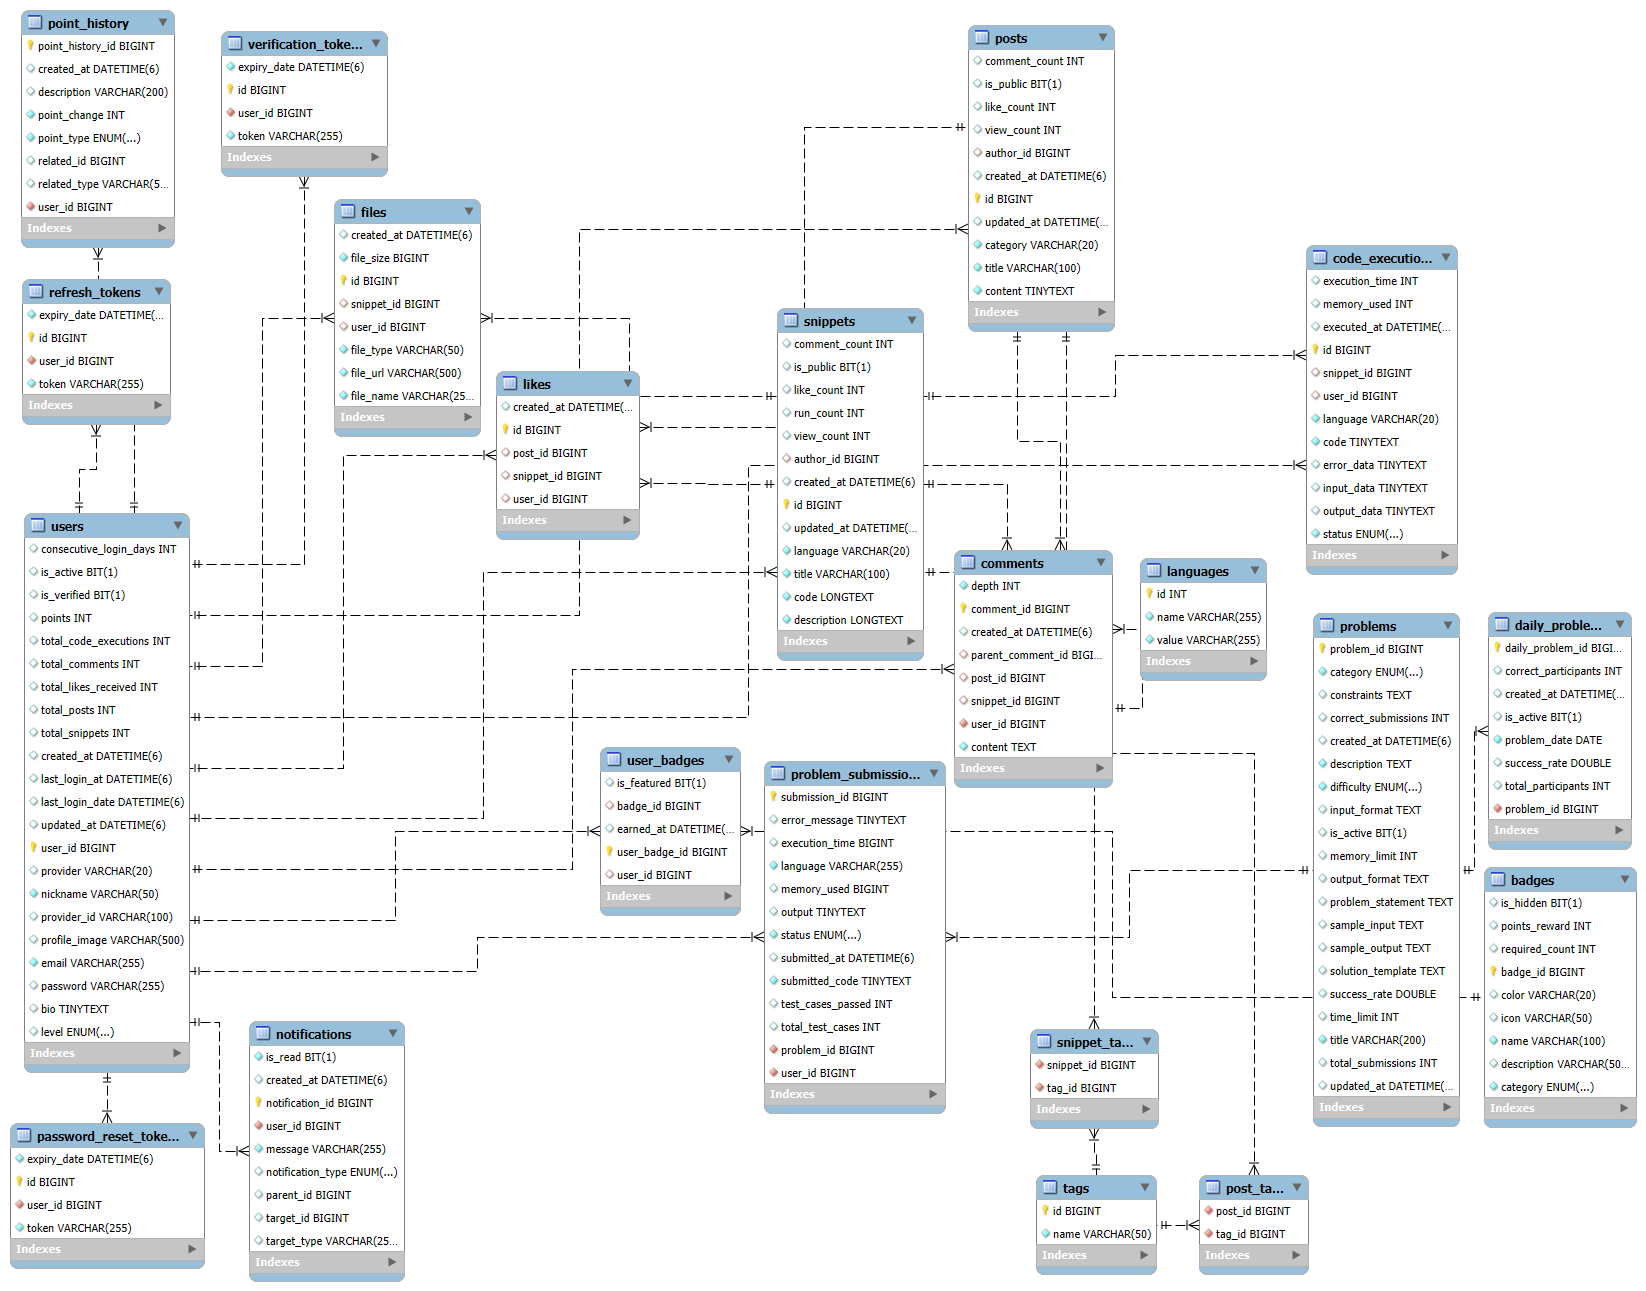 point_history
point_history_id BIGINT
created_at DATETIME(6)
description VARCHAR(200)
point_change INT
point_type ENUM(...)
related_id BIGINT
related_type VARCHAR(5...
user_id BIGINT
Indexes
verification_toke...
expiry_date DATETIME(6)
id BIGINT
user_id BIGINT
token VARCHAR(255)
Indexes
files
created_at DATETIME(6)
file_size BIGINT
id BIGINT
snippet_id BIGINT
user_id BIGINT
file_type VARCHAR(50)
file_url VARCHAR(500)
file_name VARCHAR(25...
Indexes
refresh_tokens
expiry_date DATETIME(...
id BIGINT
user_id BIGINT
token VARCHAR(255)
Indexes
likes
created_at DATETIME(...
id BIGINT
post_id BIGINT
snippet_id BIGINT
user_id BIGINT
Indexes
posts
comment_count INT
is_public BIT(1)
like_count INT
view_count INT
author_id BIGINT
created_at DATETIME(6)
id BIGINT
updated_at DATETIME(...
category VARCHAR(20)
title VARCHAR(100)
content TINYTEXT
Indexes
snippets
comment_count INT
is_public BIT(1)
like_count INT
run_count INT
view_count INT
author_id BIGINT
created_at DATETIME(6)
id BIGINT
updated_at DATETIME(...
language VARCHAR(20)
title VARCHAR(100)
code LONGTEXT
description LONGTEXT
Indexes
code_executio...
execution_time INT
memory_used INT
executed_at DATETIME(...
id BIGINT
snippet_id BIGINT
user_id BIGINT
language VARCHAR(20)
code TINYTEXT
error_data TINYTEXT
input_data TINYTEXT
output_data TINYTEXT
status ENUM(...)
Indexes
users
consecutive_login_days INT
is_active BIT(1)
is_verified BIT(1)
points INT
total_code_executions INT
total_comments INT
total_likes_received INT
total_posts INT
total_snippets INT
created_at DATETIME(6)
last_login_at DATETIME(6)
last_login_date DATETIME(6)
updated_at DATETIME(6)
user_id BIGINT
provider VARCHAR(20)
nickname VARCHAR(50)
provider_id VARCHAR(100)
profile_image VARCHAR(500)
email VARCHAR(255)
password VARCHAR(255)
bio TINYTEXT
level ENUM(...)
Indexes
comments
depth INT
comment_id BIGINT
created_at DATETIME(6)
parent_comment_id BIGI...
post_id BIGINT
snippet_id BIGINT
user_id BIGINT
content TEXT
Indexes
languages
id INT
name VARCHAR(255)
value VARCHAR(255)
Indexes
problems
problem_id BIGINT
category ENUM(...)
constraints TEXT
correct_submissions INT
created_at DATETIME(6)
description TEXT
difficulty ENUM(...)
input_format TEXT
is_active BIT(1)
memory_limit INT
output_format TEXT
problem_statement TEXT
sample_input TEXT
sample_output TEXT
solution_template TEXT
success_rate DOUBLE
time_limit INT
title VARCHAR(200)
total_submissions INT
updated_at DATETIME(...
Indexes
daily_proble...
daily_problem_id BIGI...
correct_participants INT
created_at DATETIME(...
is_active BIT(1)
problem_date DATE
success_rate DOUBLE
total_participants INT
problem_id BIGINT
Indexes
user_badges
is_featured BIT(1)
badge_id BIGINT
earned_at DATETIME(...
user_badge_id BIGINT
user_id BIGINT
Indexes
problem_submissio...
submission_id BIGINT
error_message TINYTEXT
execution_time BIGINT
language VARCHAR(255)
memory_used BIGINT
output TINYTEXT
status ENUM(...)
submitted_at DATETIME(6)
submitted_code TINYTEXT
test_cases_passed INT
total_test_cases INT
problem_id BIGINT
user_id BIGINT
Indexes
badges
is_hidden BIT(1)
points_reward INT
required_count INT
badge_id BIGINT
color VARCHAR(20)
icon VARCHAR(50)
name VARCHAR(100)
description VARCHAR(50...
category ENUM(...)
Indexes
notifications
is_read BIT(1)
created_at DATETIME(6)
notification_id BIGINT
user_id BIGINT
message VARCHAR(255)
notification_type ENUM(...)
parent_id BIGINT
target_id BIGINT
target_type VARCHAR(25...
Indexes
snippet_ta...
snippet_id BIGINT
tag_id BIGINT
Indexes
password_reset_toke...
expiry_date DATETIME(6)
id BIGINT
user_id BIGINT
token VARCHAR(255)
Indexes
tags
id BIGINT
name VARCHAR(50)
Indexes
post_ta...
post_id BIGINT
tag_id BIGINT
Indexes